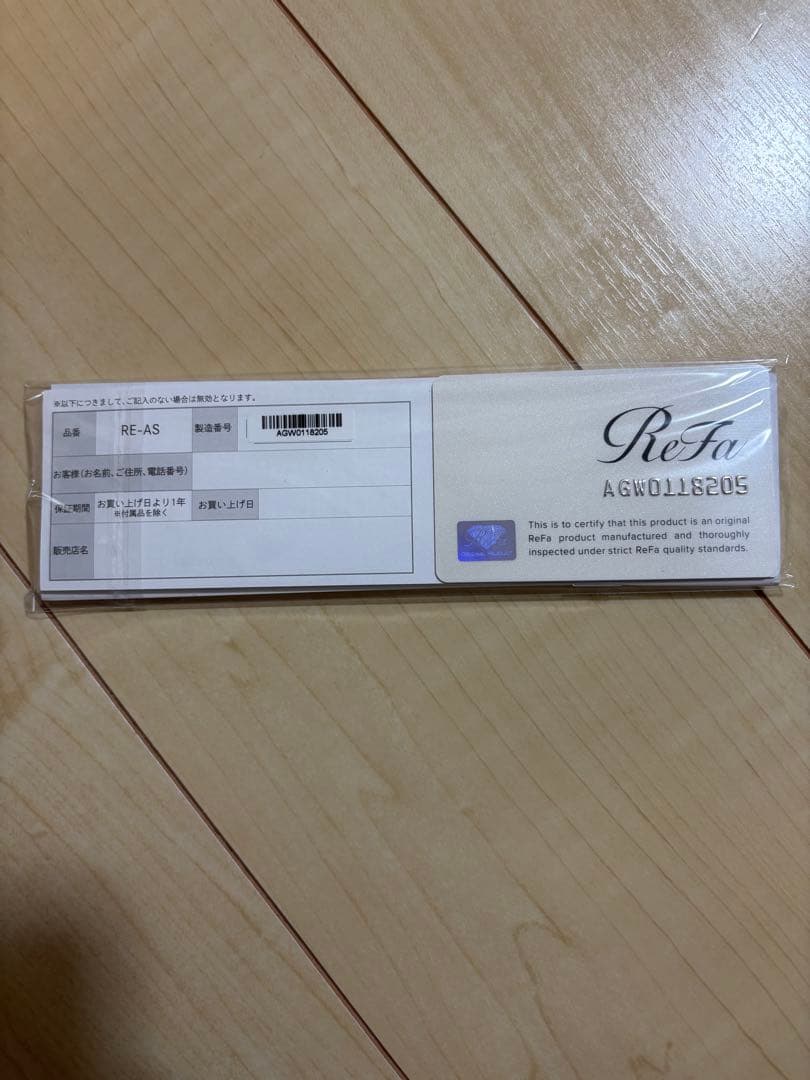 ※以下につきまして、ご記入のない場合は無効となります。
品番 RE-AS 製造番号 AGW0118205
お客様(お名前、ご住所、電話番号)
保証期間 お買い上げ日より1年 お買い上げ日
※付属品を除く
販売店名
ReFa
AGW0118205
This is to certify that this product is an original
ReFa product manufactured and thoroughly
inspected under strict ReFa quality standards.
ORIGINAL PRODUCT